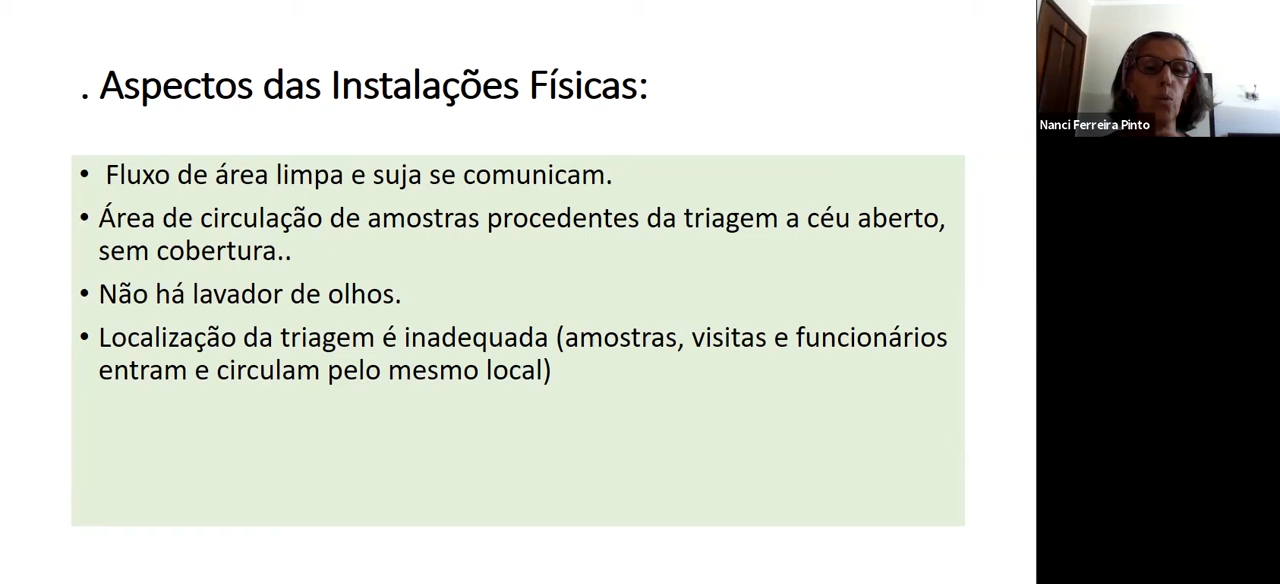 . Aspectos das Instalações Físicas:
• Fluxo de área limpa e suja se comunicam.
• Área de circulação de amostras procedentes da triagem a céu aberto,
sem cobertura..
• Não há lavador de olhos.
• Localização da triagem é inadequada (amostras, visitas e funcionários
entram e circulam pelo mesmo local)
Nanci Ferreira Pinto